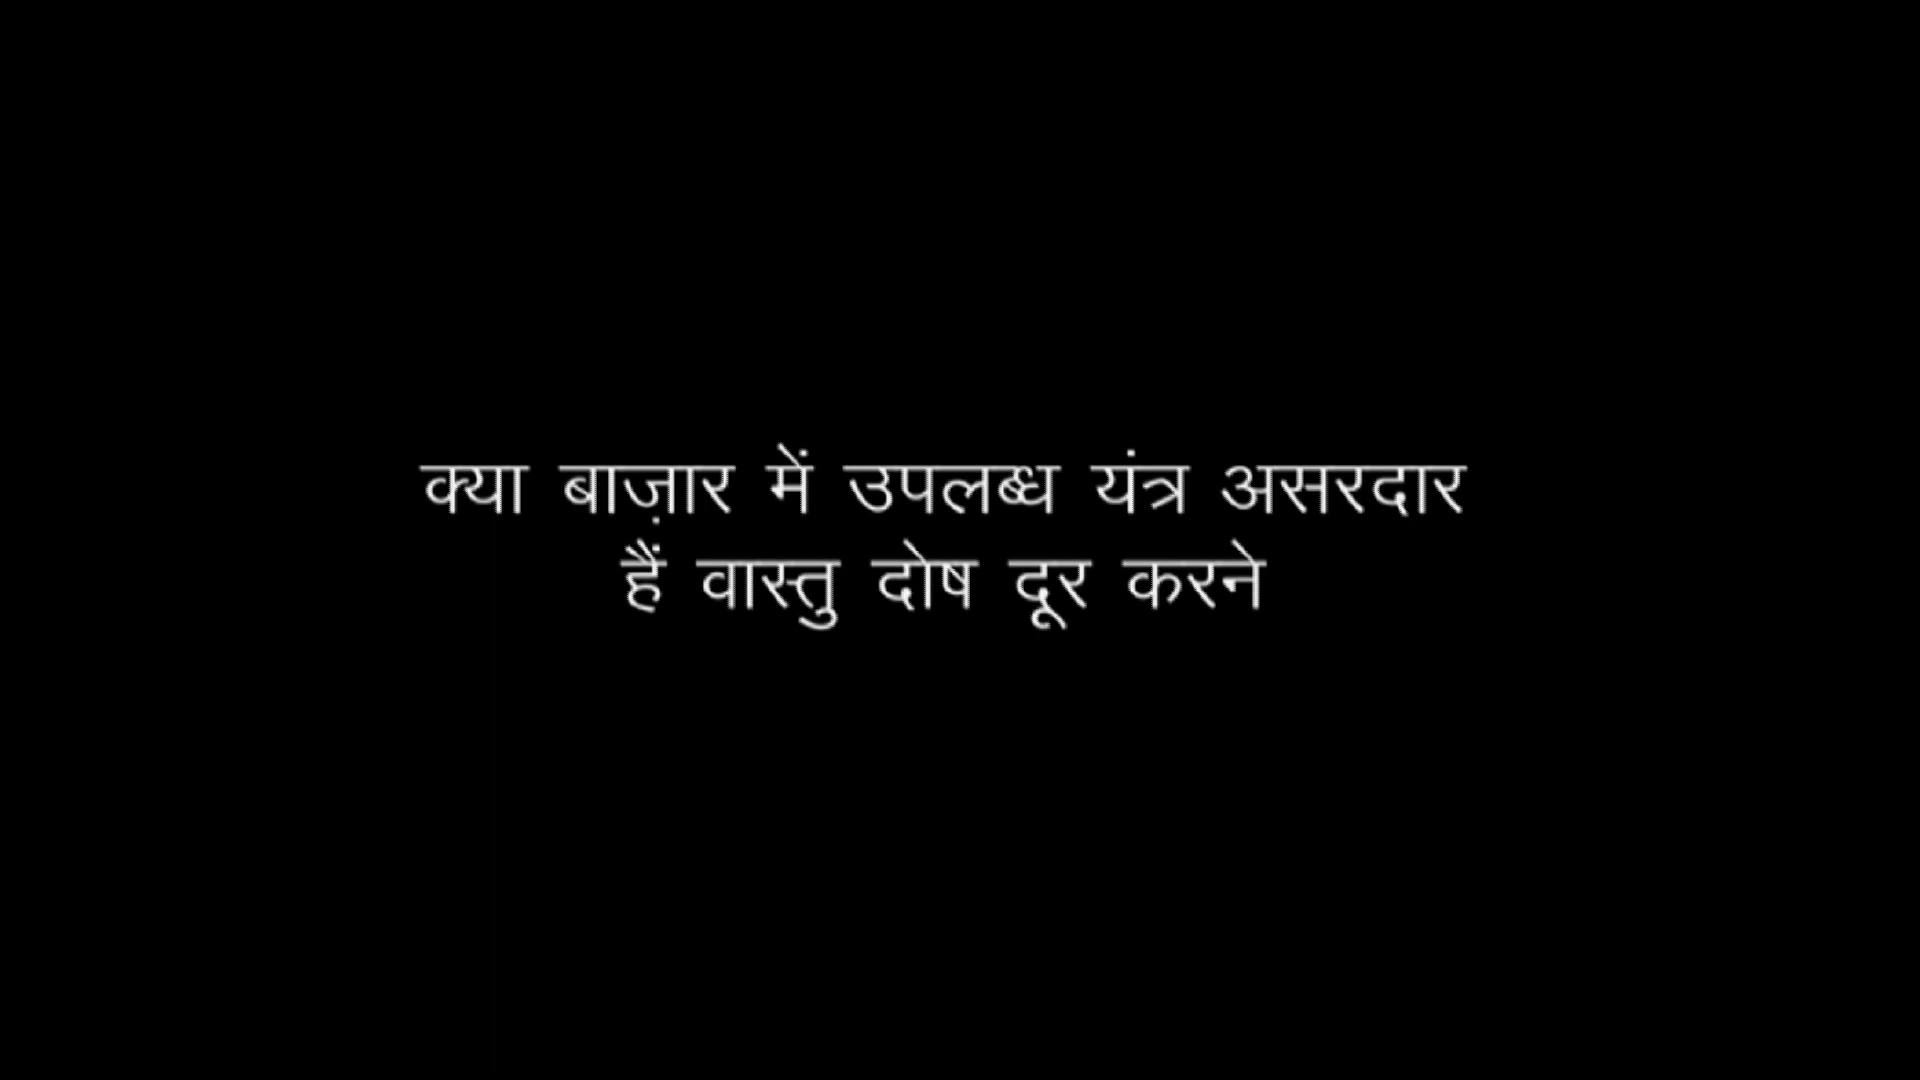 क्या बाज़ार में उपलब्ध यंत्र असरदार
हैं वास्तु दोष दूर करने